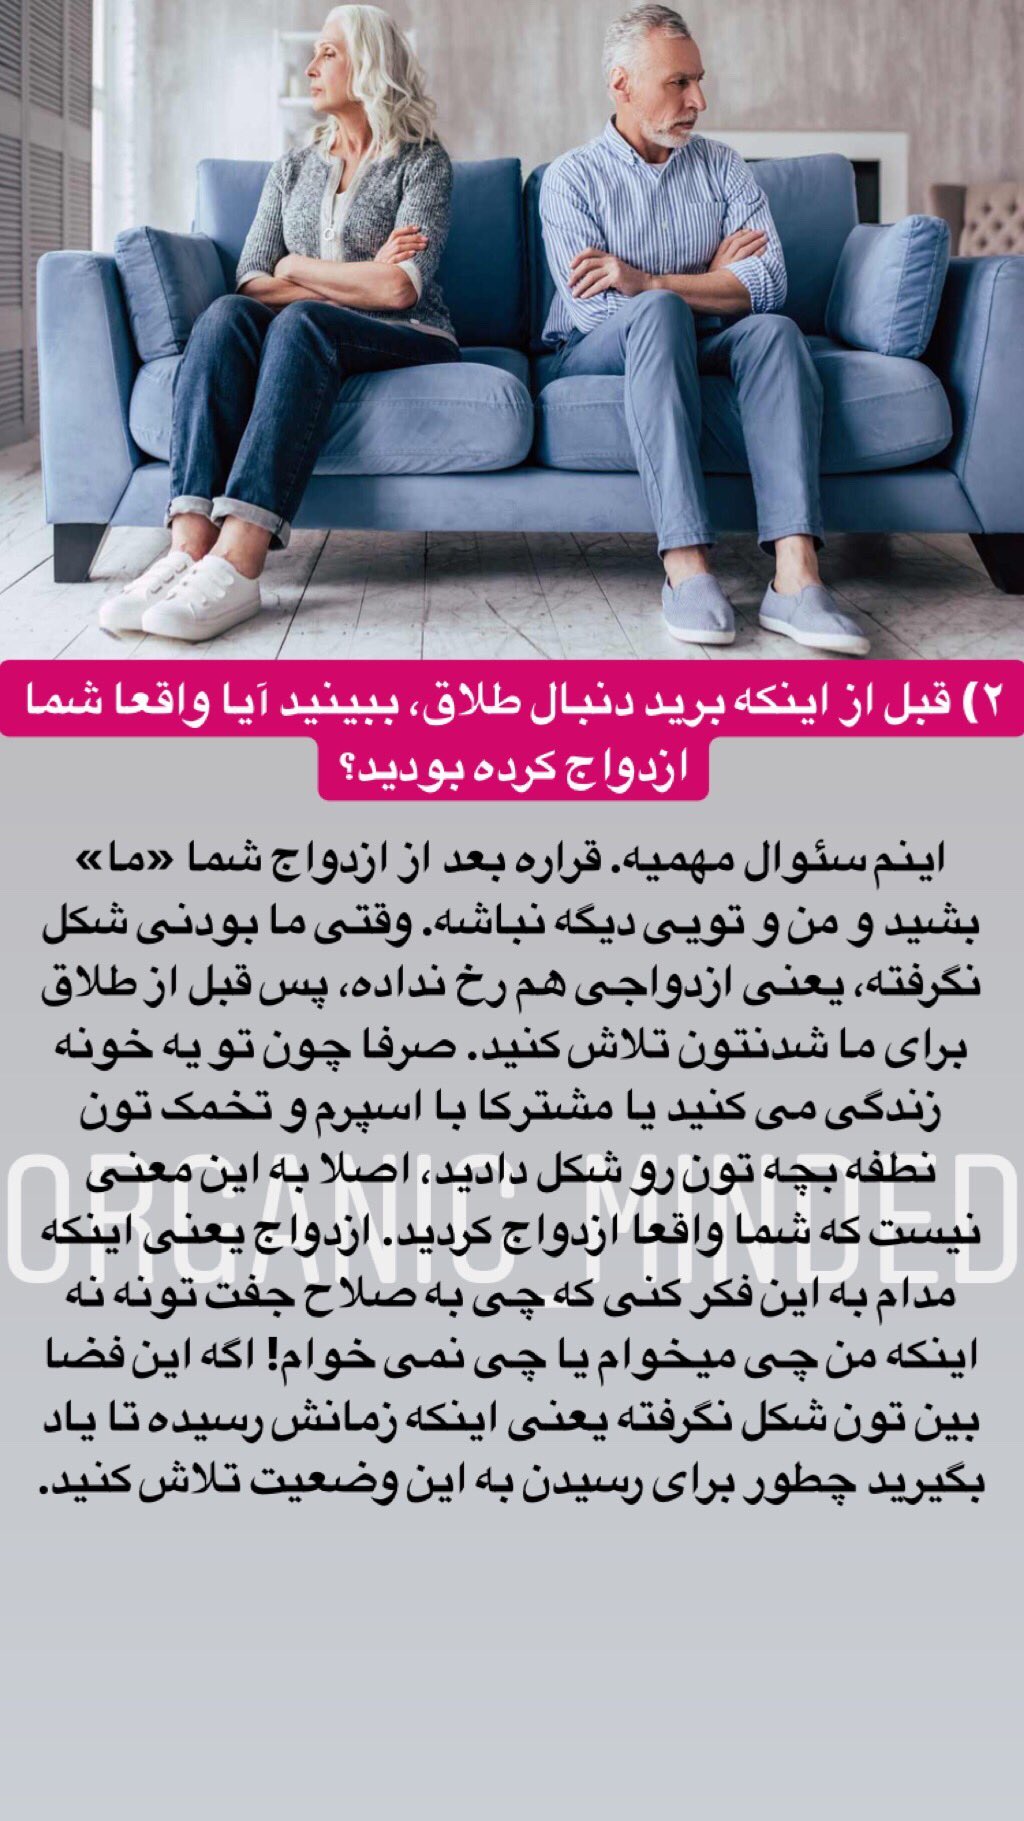 ۲) قبل از اینکه برید دنبال طلاق، ببینید آیا واقعا شما
ازدواج کرده بودید؟
اینم سئوال مهمیه. قراره بعد از ازدواج شما «ما»
بشید و من و تویی دیگه نباشه. وقتی ما بودنی شکل
نگرفته، یعنی ازدواجی هم رخ نداده، پس قبل از طلاق
برای ما شدنتون تلاش کنید. صرفا چون تو یه خونه
زندگی می کنید یا مشترکا با اسپرم و تخمک تون
نطفه بچه تون رو شکل دادید، اصلا به این معنی
نیست که شما واقعا ازدواج کردید. ازدواج یعنی اینکه
مدام به این فکر کنی که چی به صلاح جفت تونه نه
اینکه من چی میخوام یا چی نمی خوام! اگه این فضا
بین تون شکل نگرفته یعنی اینکه زمانش رسیده تا یاد
بگیرید چطور برای رسیدن به این وضعیت تلاش کنید.
ORGANIC_MINDED